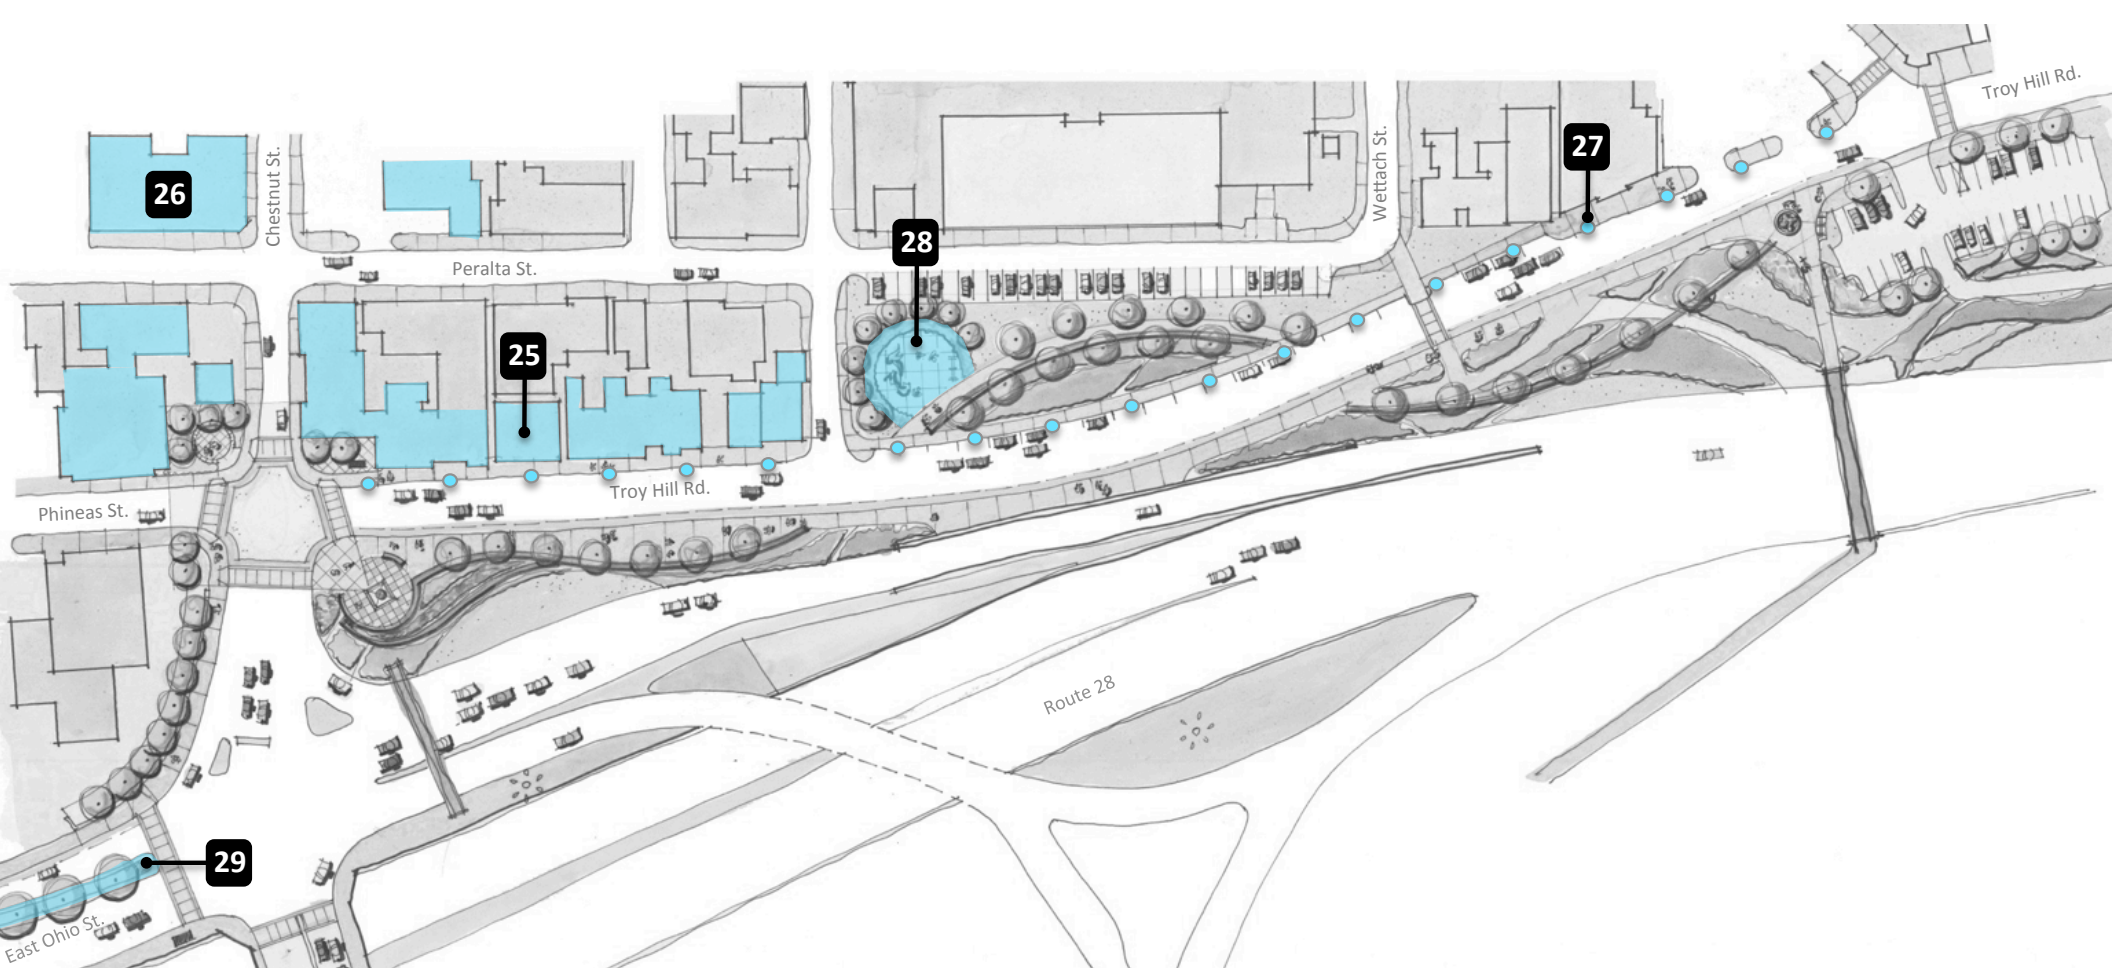 Troy Hill Rd.
27
26
Chestnut St.
Wettach St.
28
Peralta St.
25
Troy Hill Rd.
Phineas St.
Route 28
29
East Ohio St.